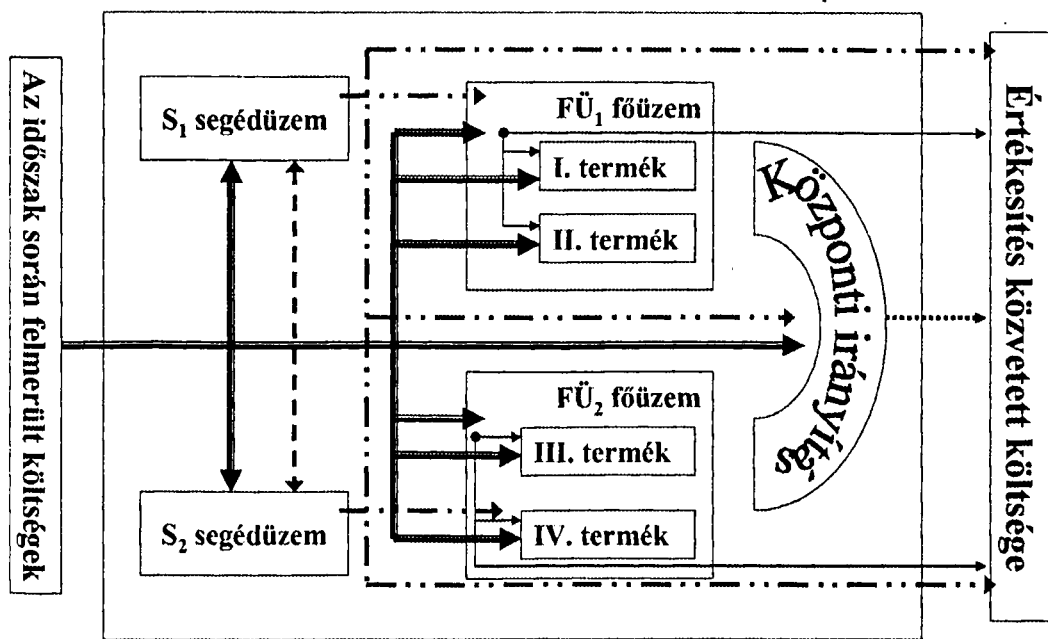 Az időszak során felmerült költségek
S₁ segédüzem
S₂ segédüzem
FÜ₁ főüzem
I. termék
II. termék
FÜ₂ főüzem
III. termék
IV. termék
Központi irányítás
Értékesítés közvetett költsége